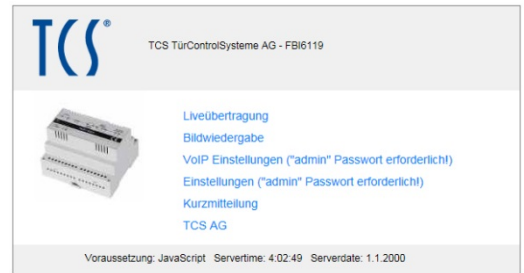 TCS®
TCS TürControlSysteme AG - FBI6119
Liveübertragung
Bildwiedergabe
VoIP Einstellungen ("admin" Passwort erforderlich!)
Einstellungen ("admin" Passwort erforderlich!)
Kurzmitteilung
TCS AG
Voraussetzung: JavaScript Servertime: 4:02:49 Serverdate: 1.1.2000